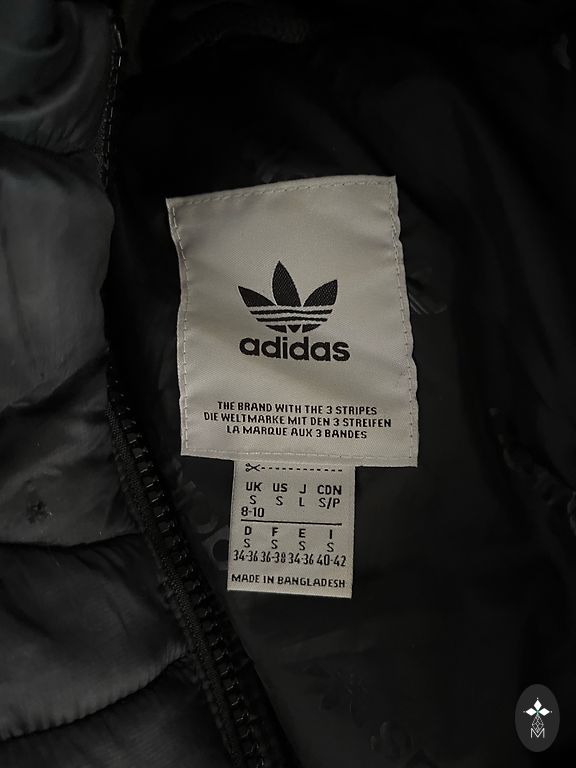 adidas
THE BRAND WITH THE 3 STRIPES
DIE WELTMARKE MIT DEN 3 STREIFEN
LA MARQUE AUX 3 BANDES
UK US J CDN
S S L S/P
8-10
D F E I
S S S S
34-36 36-38 34-36 40-42
MADE IN BANGLADESH
M